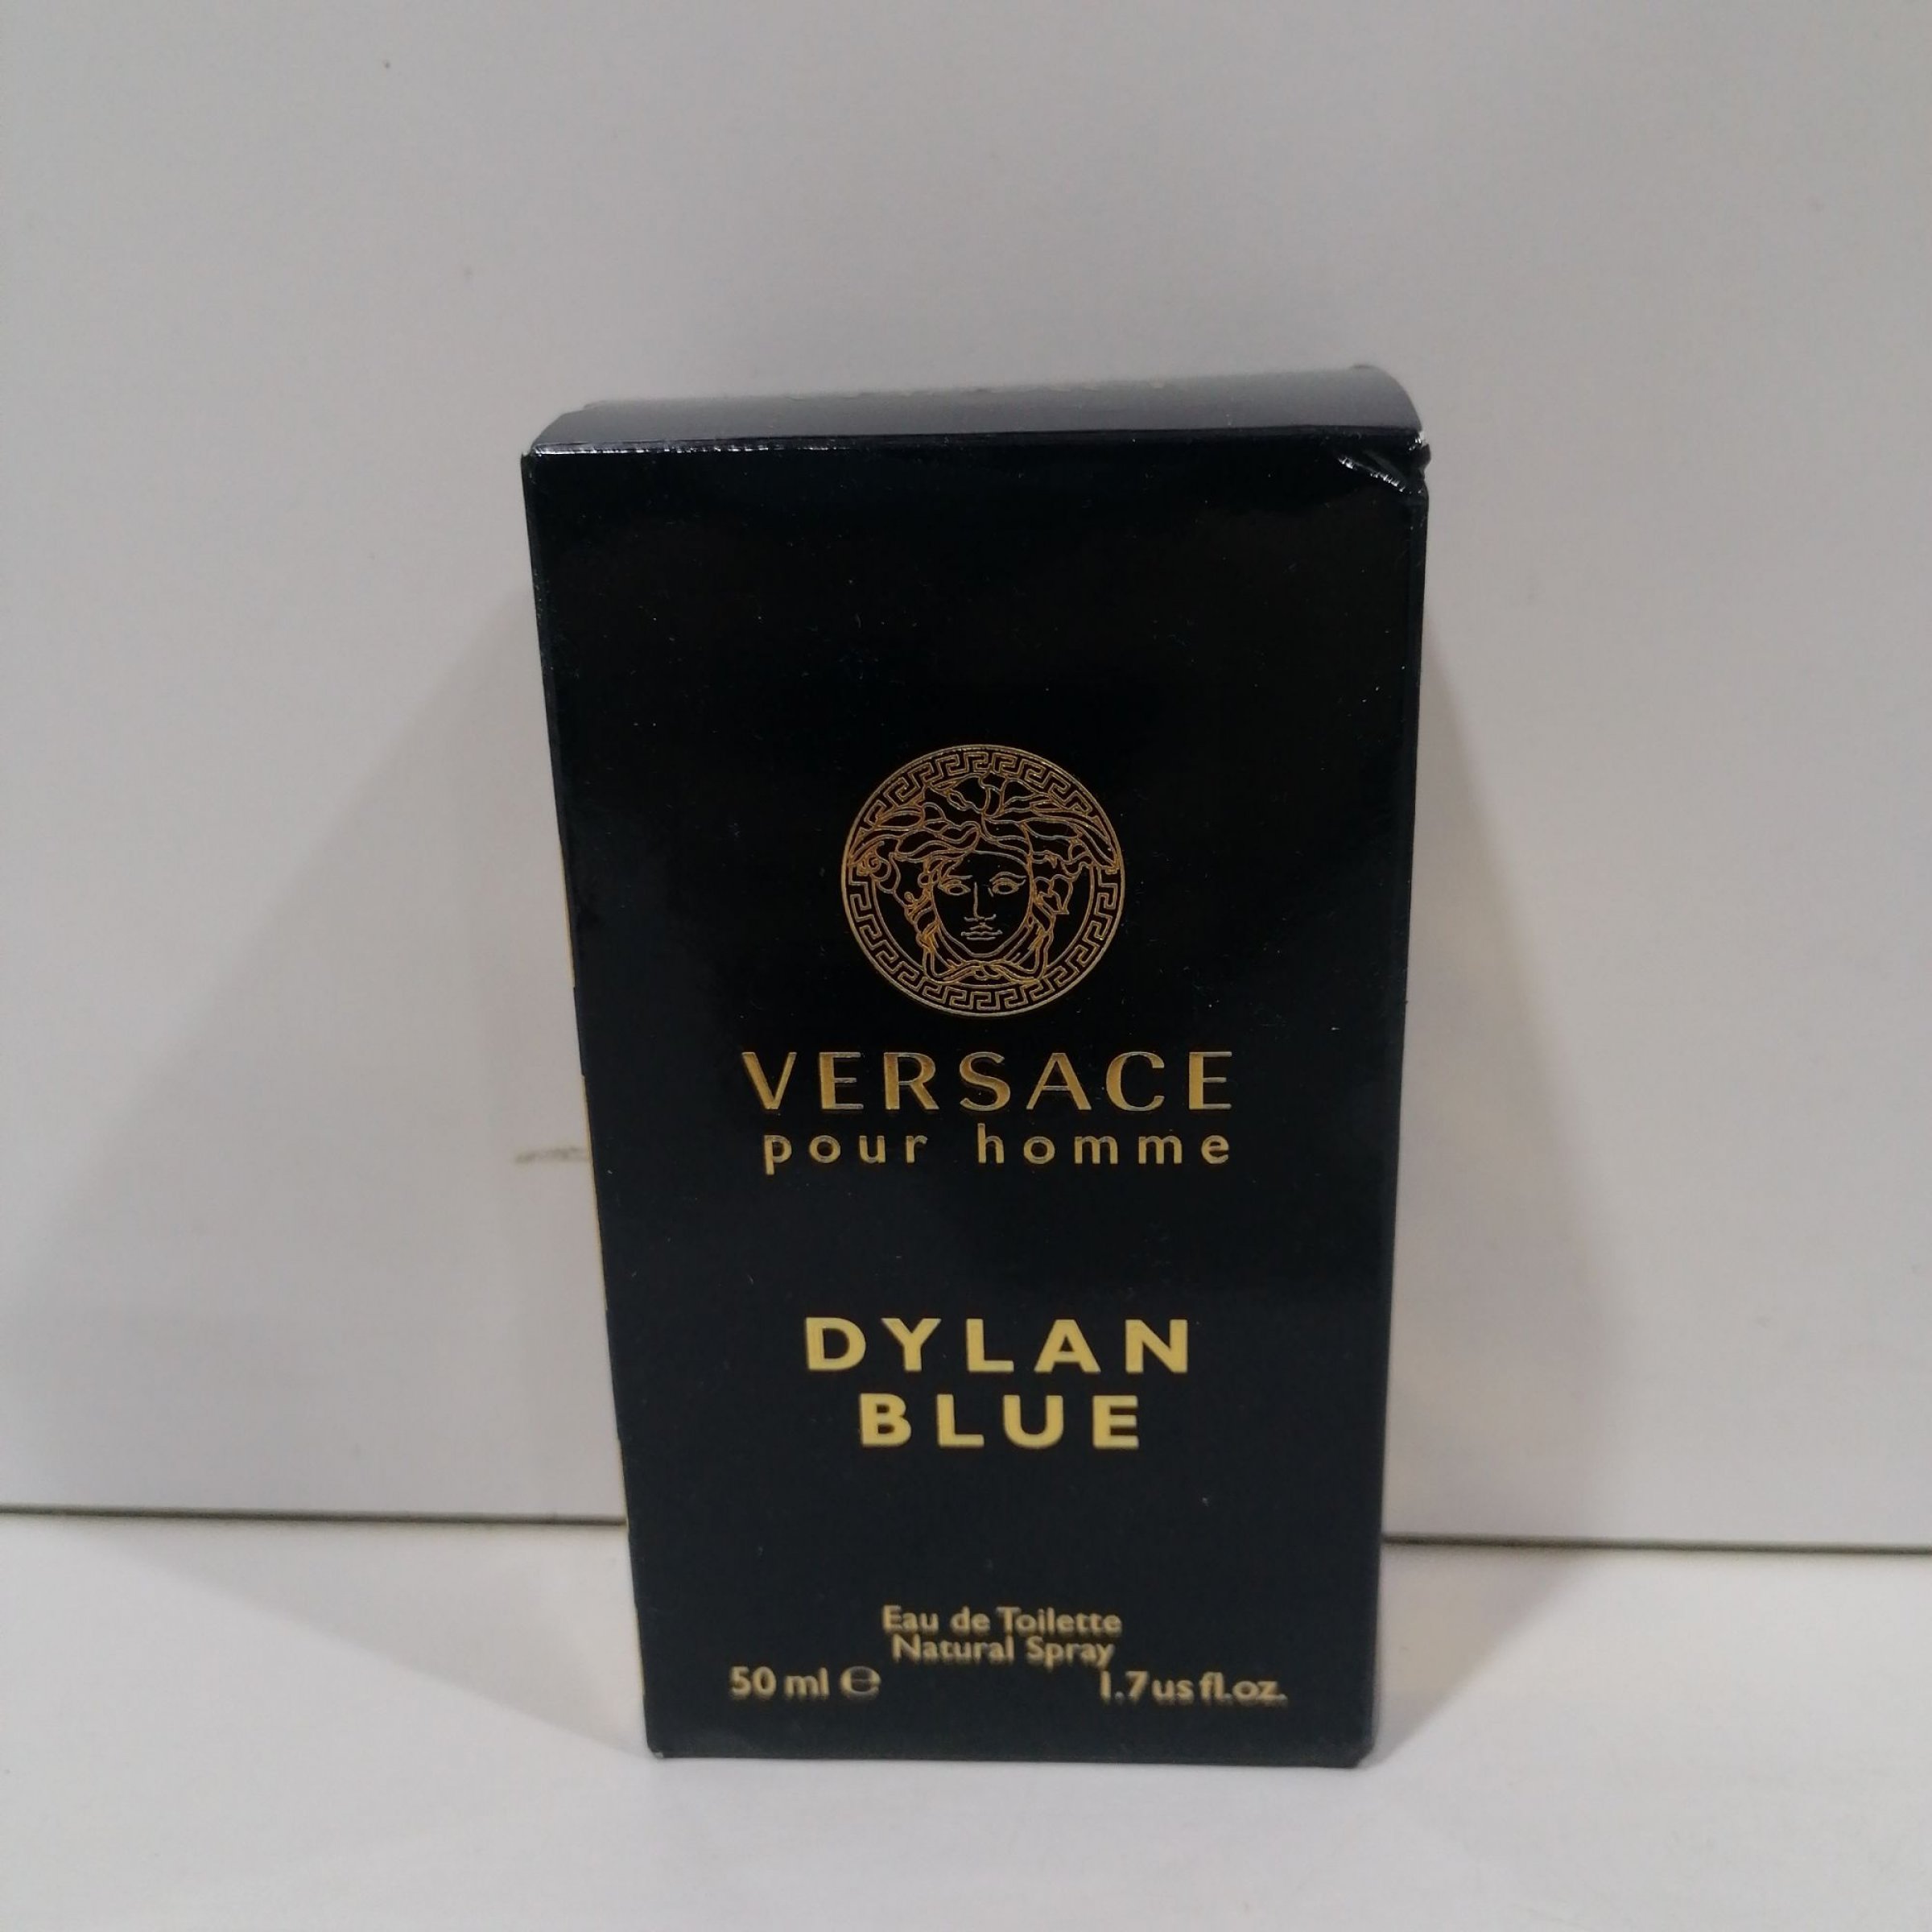 VERSACE
pour homme
DYLAN
BLUE
Eau de Toilette
Natural Spray
50 ml ℮ 1.7 us fl.oz.